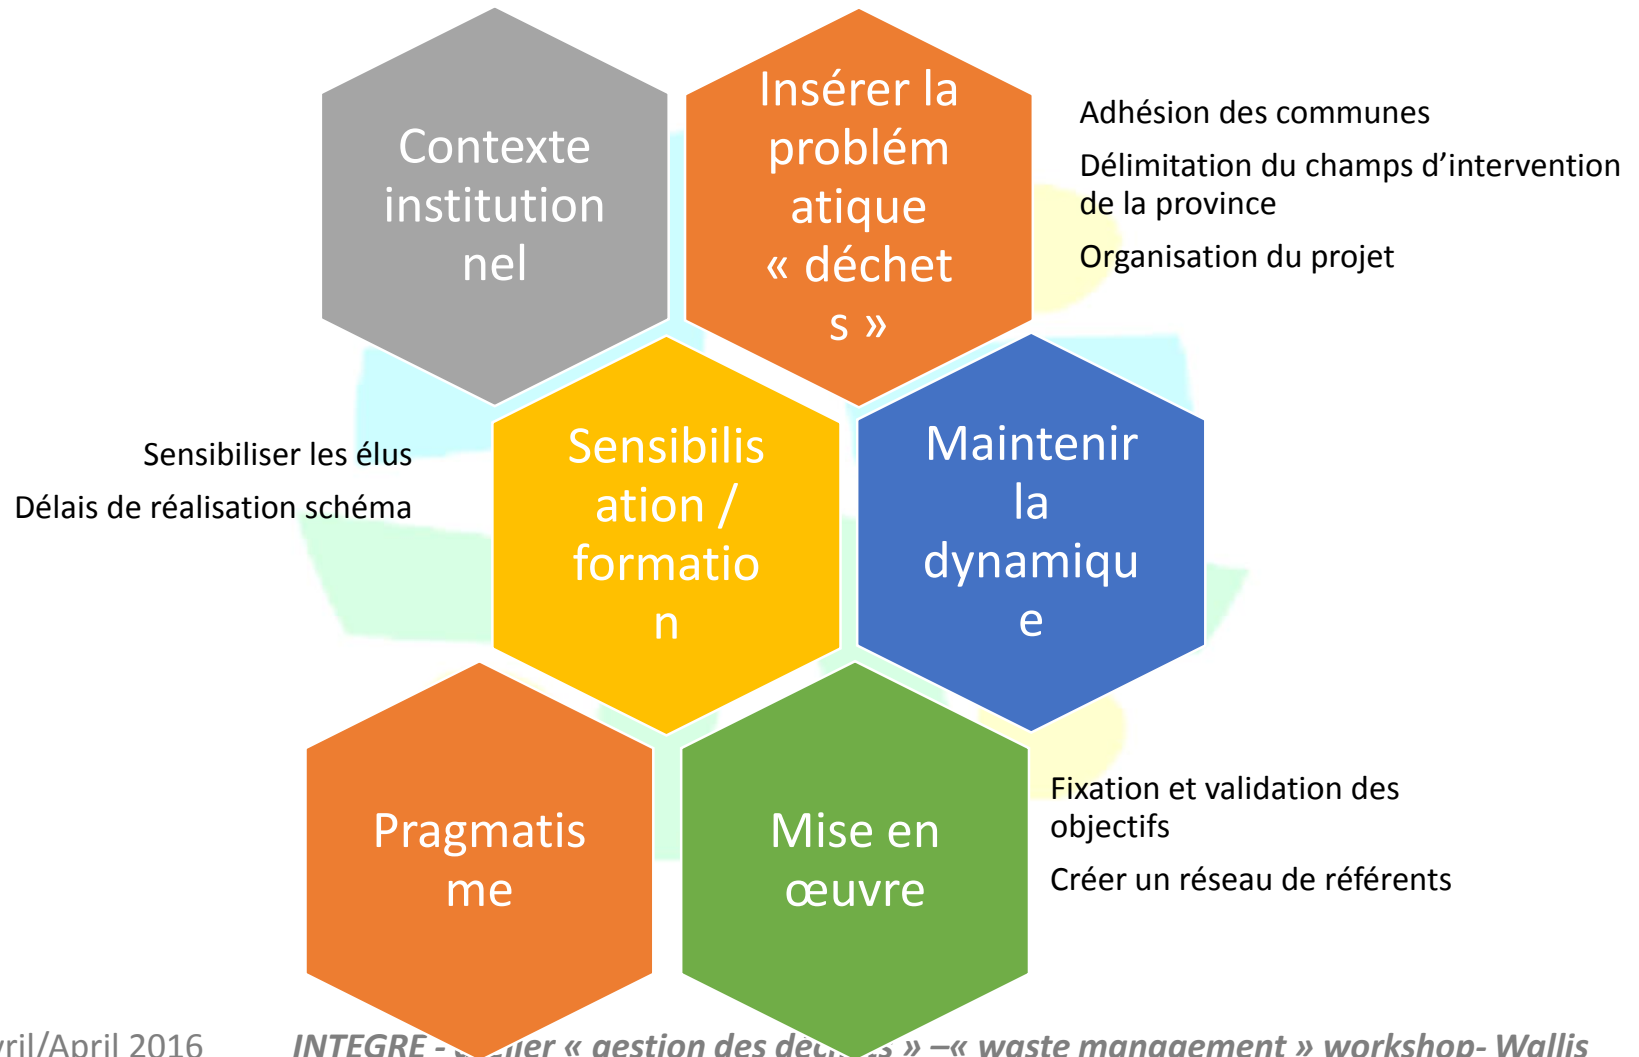 Contexte
institution
nel
Insérer la
problém
atique
« déchet
s »
Adhésion des communes
Délimitation du champs d’intervention
de la province
Organisation du projet
Sensibiliser les élus
Délais de réalisation schéma
Sensibilis
ation /
formatio
n
Maintenir
la
dynamiqu
e
Pragmatis
me
Mise en
œuvre
Fixation et validation des
objectifs
Créer un réseau de référents
vril/April 2016
INTEGRE - « gestion des » –« waste management » workshop- Wallis